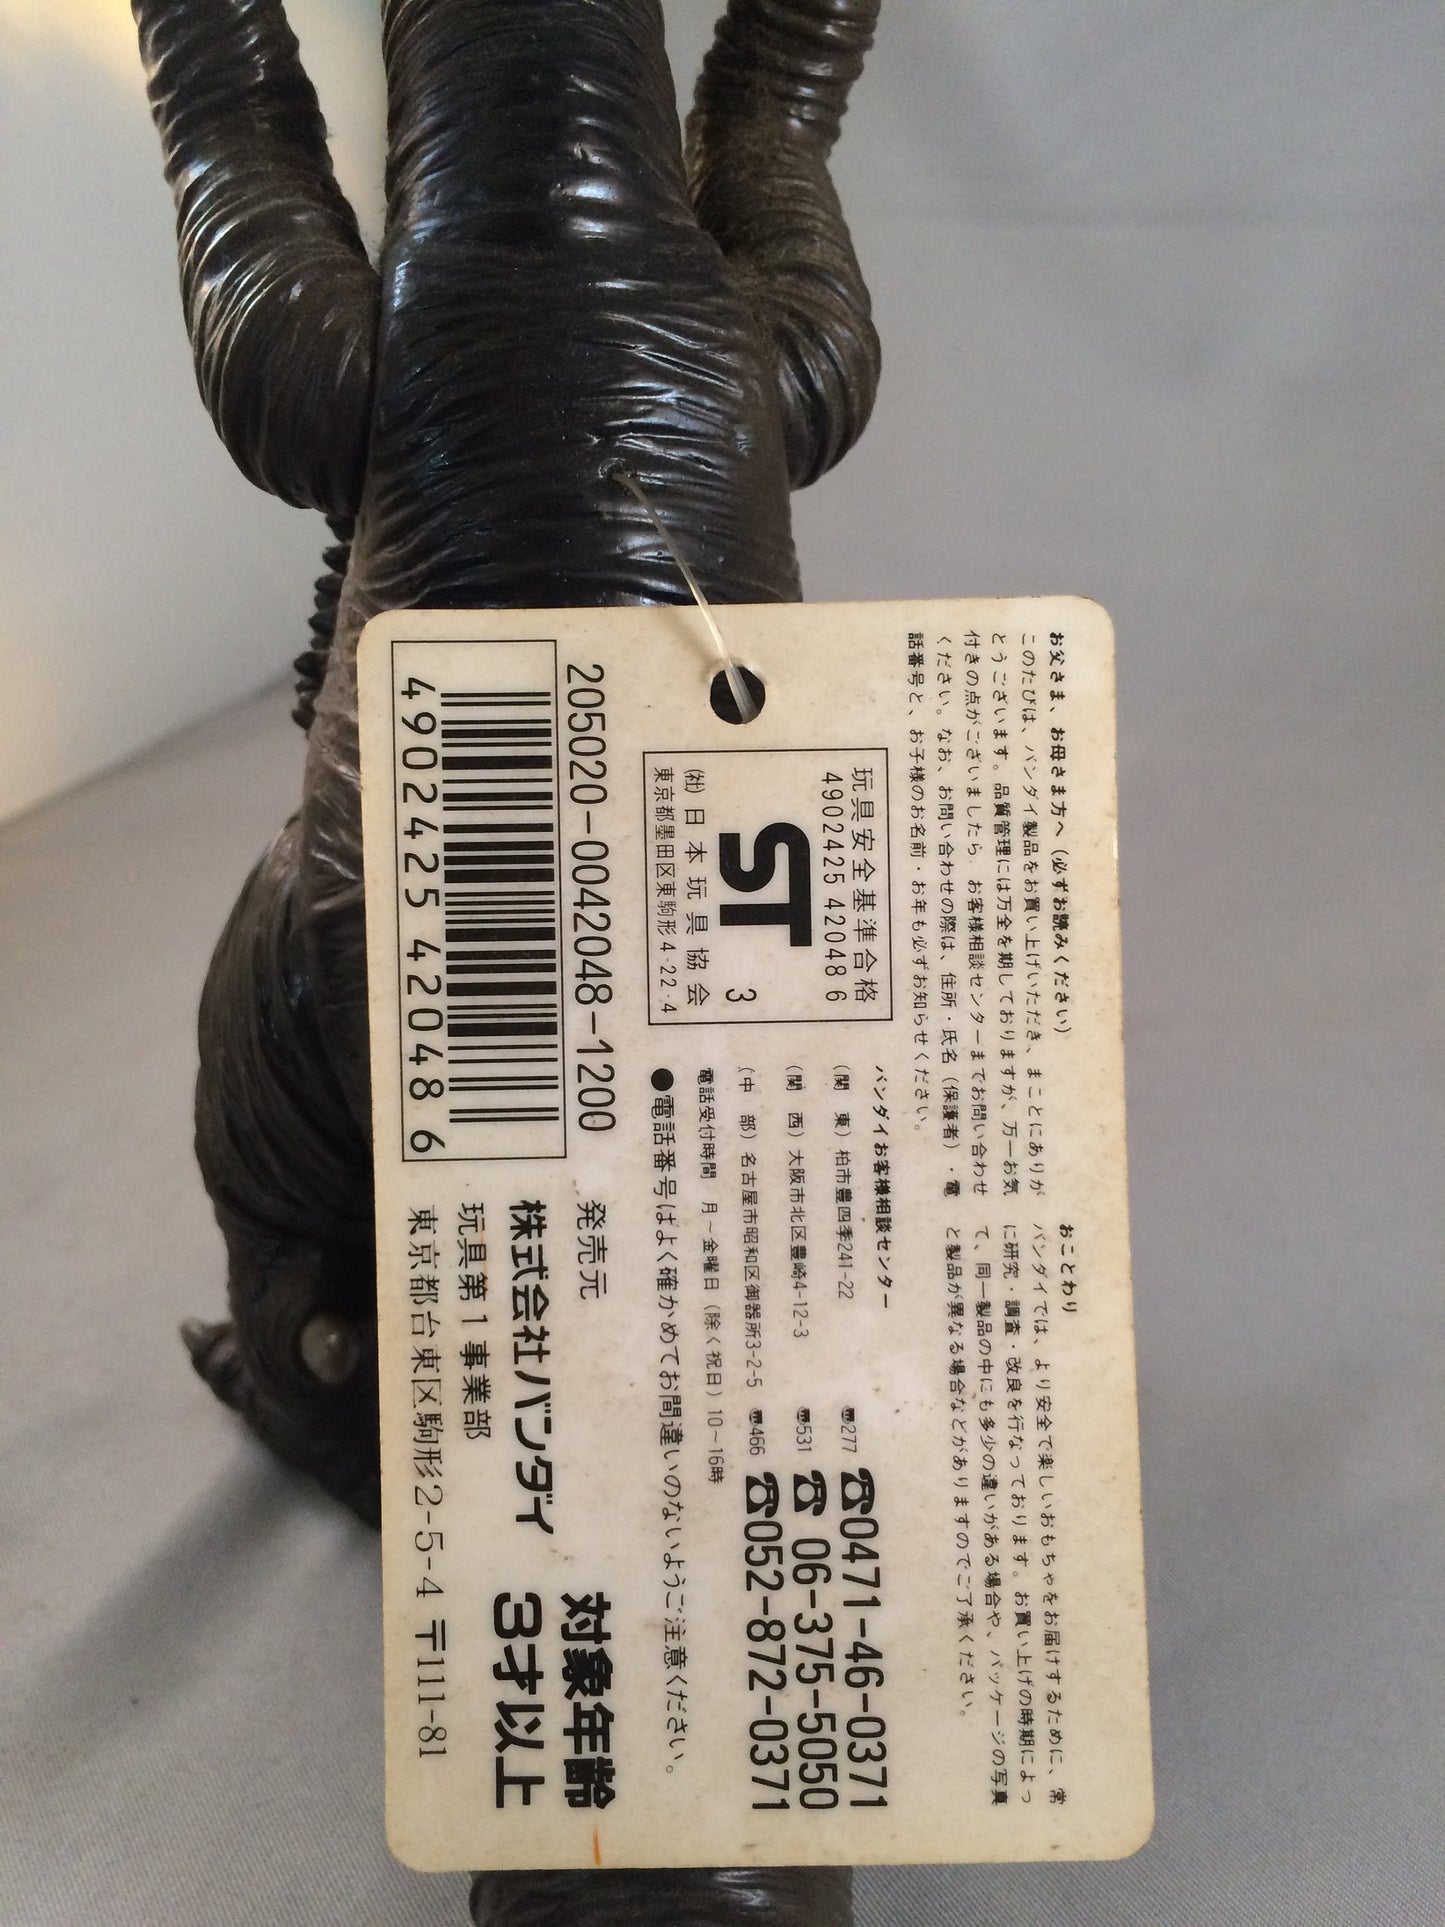 お父さま、お母さま方へ（必ずお読みください）
このたびは、バンダイ製品をお買い上げいただき、まことにありが
とうございます。品質管理には万全を期しておりますが、万一お気
付きの点がございましたら、お客様相談センターまでお問い合わせ
ください。なお、お問い合わせの際は、住所・氏名（保護者）・電
話番号と、お子様のお名前・お年も必ずお知らせください。
おことわり
バンダイでは、より安全で楽しいおもちゃをお届けするために、常
に研究・調査・改良を行なっております。お買い上げの時期によっ
て、同一製品の中にも多少の違いがある場合や、パッケージの写真
と製品が異なる場合などがありますのでご了承ください。
玩具安全基準合格
4902425 42048 6
ST
3
(社)日本玩具協会
東京都墨田区東駒形4-22-4
バンダイお客様相談センター
(関 東) 柏市豊四季241-22 〠277 ☎0471-46-0371
(関 西) 大阪市北区豊崎4-12-3 〠531 ☎ 06-375-5050
(中 部) 名古屋市昭和区御器所3-2-5 〠466 ☎052-872-0371
電話受付時間 月～金曜日（除く祝日）10～16時
●電話番号はよく確かめてお間違いのないようご注意ください。
205020-0042048-1200
4902425 42048 6
発売元
株式会社バンダイ
玩具第1事業部
東京都台東区駒形2-5-4 〒111-81
対象年齢
3才以上